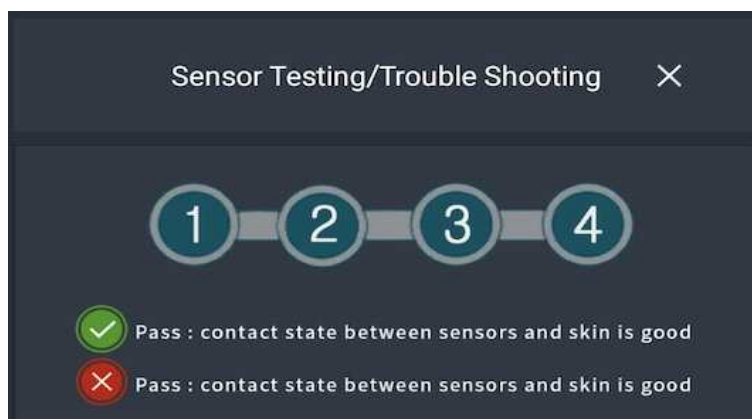 Sensor Testing/Trouble Shooting
1 2 3 4
Pass : contact state between sensors and skin is good
Pass : contact state between sensors and skin is good